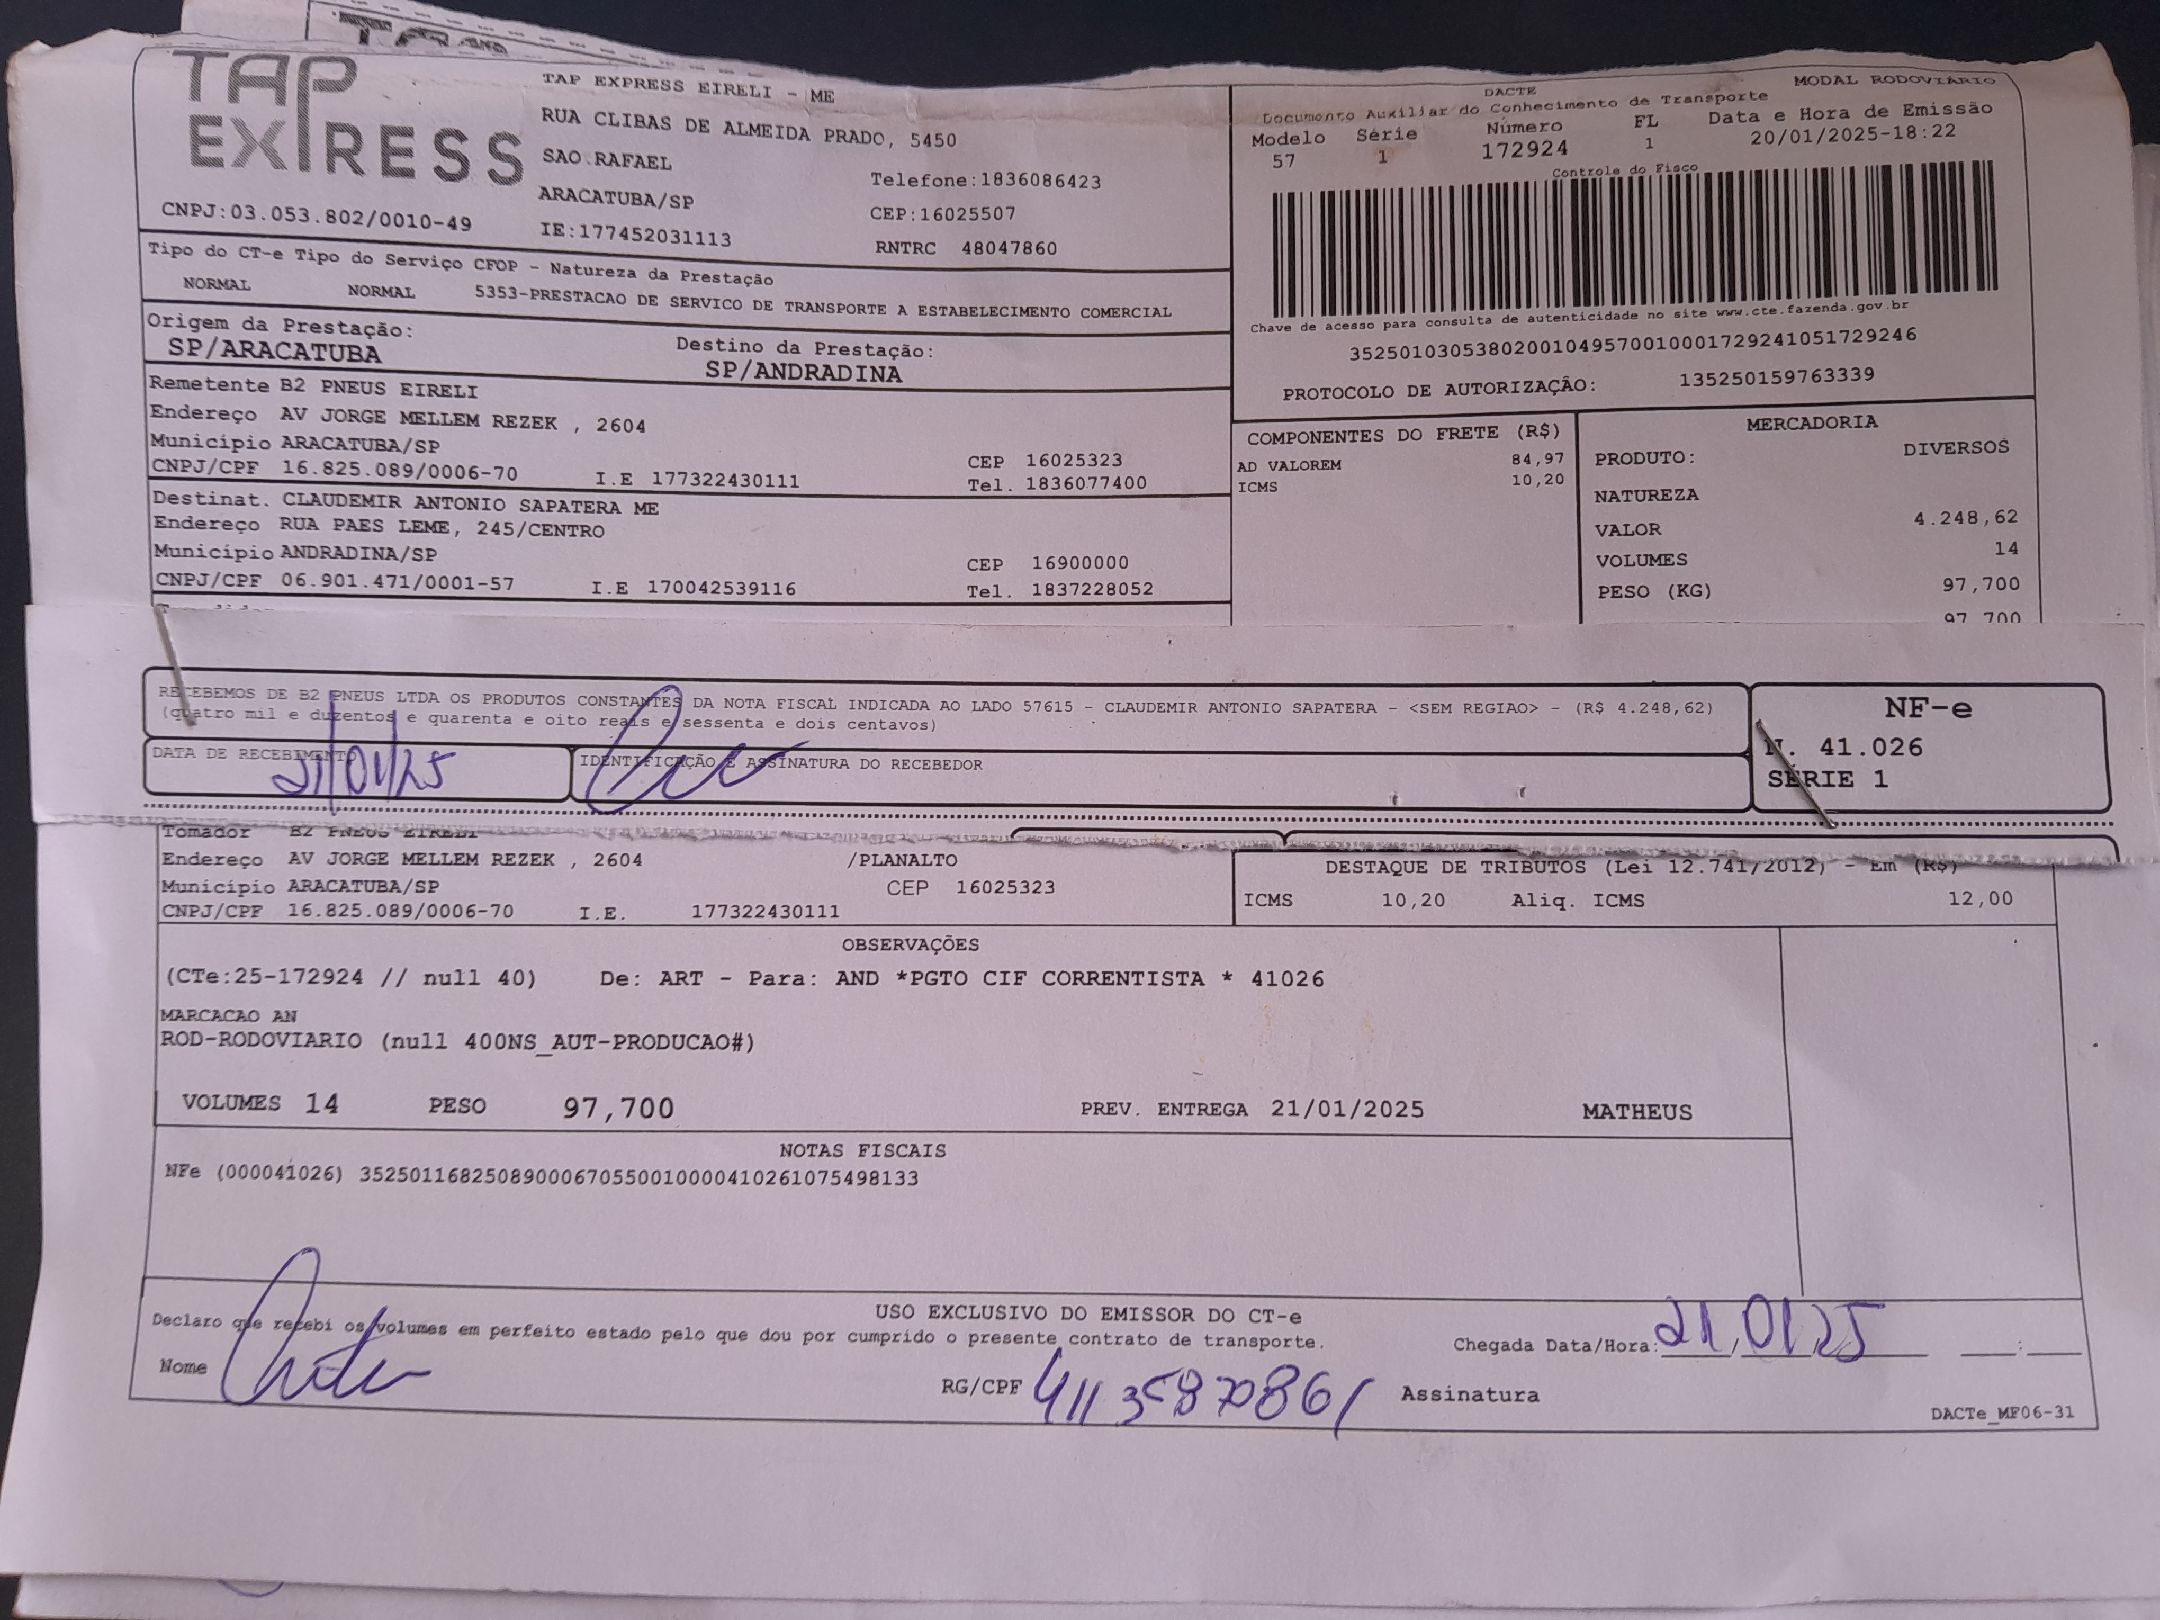 TAP EXPRESS
TAP EXPRESS EIRELI - ME
RUA CLIBAS DE ALMEIDA PRADO, 5450
SAO RAFAEL
Telefone:1836086423
ARACATUBA/SP
CEP:16025507
CNPJ:03.053.802/0010-49
IE:177452031113
RNTRC 48047860
MODAL RODOVIÁRIO
DACTE
Documento Auxiliar do Conhecimento de Transporte
Modelo Série Número FL Data e Hora de Emissão
57 1 172924 1 20/01/2025-18:22
Controle do Fisco
Chave de acesso para consulta de autenticidade no site www.cte.fazenda.gov.br
35250103053802001049570010001729241051729246
PROTOCOLO DE AUTORIZAÇÃO: 135250159763339
Tipo do CT-e Tipo do Serviço CFOP - Natureza da Prestação
NORMAL NORMAL 5353-PRESTACAO DE SERVICO DE TRANSPORTE A ESTABELECIMENTO COMERCIAL
Origem da Prestação: Destino da Prestação:
SP/ARACATUBA SP/ANDRADINA
Remetente B2 PNEUS EIRELI
Endereço AV JORGE MELLEM REZEK , 2604
Município ARACATUBA/SP CEP 16025323
CNPJ/CPF 16.825.089/0006-70 I.E 177322430111 Tel. 1836077400
Destinat. CLAUDEMIR ANTONIO SAPATERA ME
Endereço RUA PAES LEME, 245/CENTRO
Município ANDRADINA/SP CEP 16900000
CNPJ/CPF 06.901.471/0001-57 I.E 170042539116 Tel. 1837228052
COMPONENTES DO FRETE (R$)
AD VALOREM 84,97
ICMS 10,20
MERCADORIA
PRODUTO: DIVERSOS
NATUREZA
VALOR 4.248,62
VOLUMES 14
PESO (KG) 97,700
97,700
RECEBEMOS DE B2 PNEUS LTDA OS PRODUTOS CONSTANTES DA NOTA FISCAL INDICADA AO LADO 57615 - CLAUDEMIR ANTONIO SAPATERA - <SEM REGIAO> - (R$ 4.248,62)
(quatro mil e duzentos e quarenta e oito reais e sessenta e dois centavos)
DATA DE RECEBIMENTO 21/01/25
IDENTIFICAÇÃO E ASSINATURA DO RECEBEDOR
NF-e
N. 41.026
SÉRIE 1
Tomador B2 PNEUS EIRELI
Endereço AV JORGE MELLEM REZEK , 2604 /PLANALTO
Município ARACATUBA/SP CEP 16025323
CNPJ/CPF 16.825.089/0006-70 I.E. 177322430111
DESTAQUE DE TRIBUTOS (Lei 12.741/2012) - Em (R$)
ICMS 10,20 Aliq. ICMS 12,00
OBSERVAÇÕES
(CTe:25-172924 // null 40) De: ART - Para: AND *PGTO CIF CORRENTISTA * 41026
MARCACAO AN
ROD-RODOVIARIO (null 400NS_AUT-PRODUCAO#)
VOLUMES 14 PESO 97,700 PREV. ENTREGA 21/01/2025 MATHEUS
NOTAS FISCAIS
NFe (000041026) 35250116825089000670550010000410261075498133
USO EXCLUSIVO DO EMISSOR DO CT-e
Declaro que recebi os volumes em perfeito estado pelo que dou por cumprido o presente contrato de transporte.
Chegada Data/Hora: 21/01/25
Nome
RG/CPF
Assinatura
DACTe_MF06-31